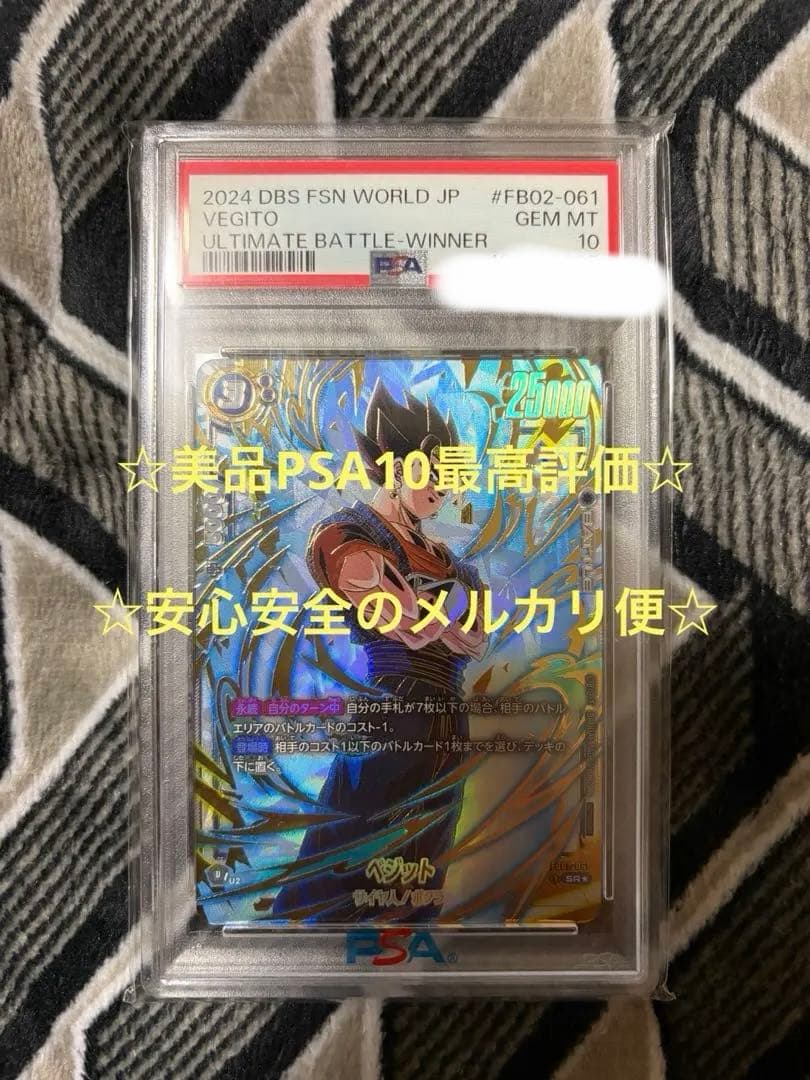 2024 DBS FSN WORLD JP #FB02-061
VEGITO GEM MT
ULTIMATE BATTLE-WINNER 10
PSA
9
25000
☆美品PSA10最高評価☆
BATTLE
☆安心安全のメルカリ便☆
永続 自分のターン中 自分の手札が7枚以下の場合、相手のバトル
エリアのバトルカードのコスト-1。
登場時 相手のコスト1以下のバトルカード1枚までを選び、デッキの
下に置く。
ベジット
サイヤ人/ポタラ
U7/U2
SR★
PSA